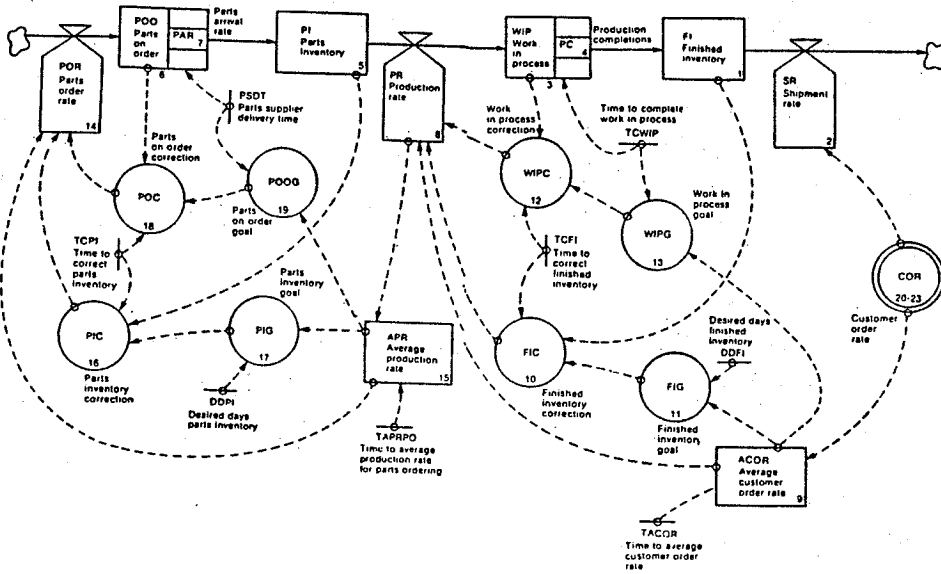 POO
Parts
on
order
PAR
7
6
Parts
arrival
rate
PI
Parts
Inventory
5
WIP
Work
in
process
PC
4
3
Production
completions
FI
Finished
inventory
1
POR
Parts
order
rate
14
PSDT
Parts supplier
delivery time
PR
Production
rate
8
Work
in process
correction
Time to complete
work in process
TCWIP
SR
Shipment
rate
2
Parts
on order
correction
POC
18
POOG
19
Parts
on order
goal
WIPC
12
WIPG
13
Work in
process
goal
TCPI
Time to
correct
parts
inventory
TCFI
Time to
correct
finished
inventory
COR
20-23
Customer
order
rate
Parts
inventory
goal
PIC
16
Parts
inventory
correction
PIG
17
DDPI
Desired days
parts inventory
APR
Average
production
rate
15
FIC
10
Finished
inventory
correction
Desired days
finished
inventory
DDFI
FIG
11
Finished
inventory
goal
TAPRPO
Time to average
production rate
for parts ordering
ACOR
Average
customer
order rate
9
TACOR
Time to average
customer order
rate